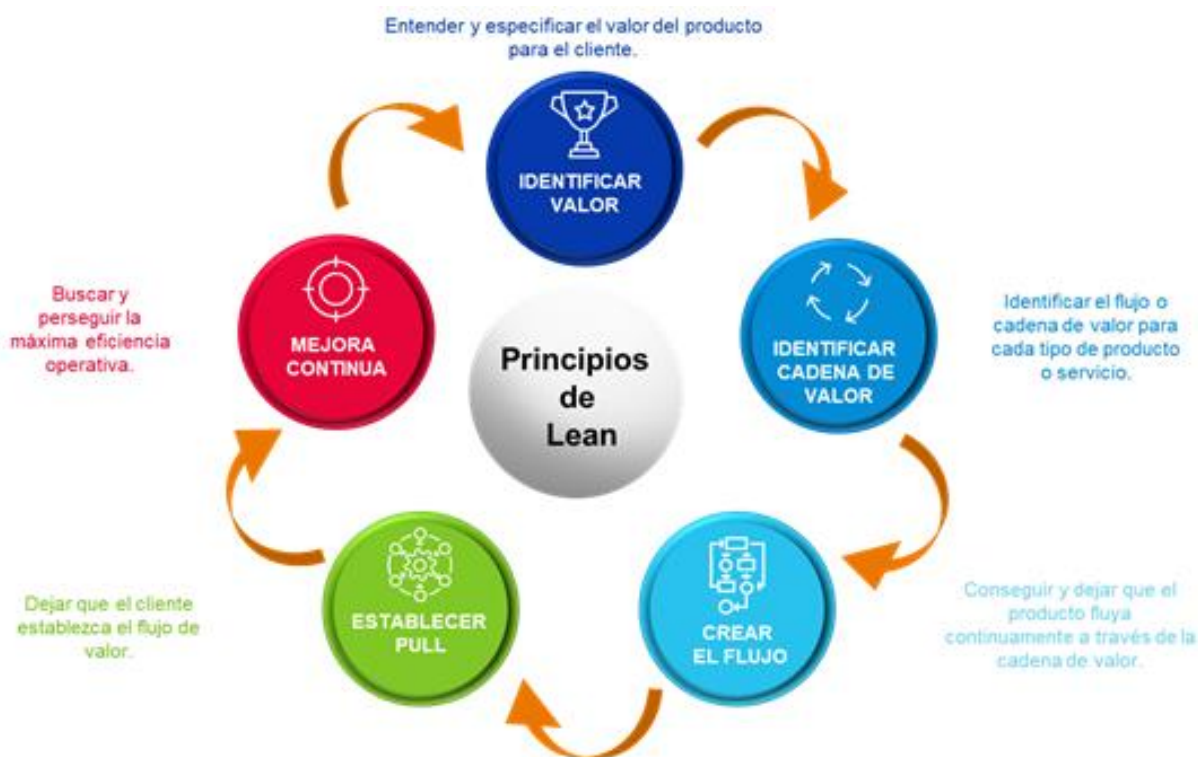 Entender y especificar el valor del producto
para el cliente.
IDENTIFICAR
VALOR
IDENTIFICAR
CADENA DE
VALOR
Identificar el flujo o
cadena de valor para
cada tipo de producto
o servicio.
CREAR
EL FLUJO
Conseguir y dejar que el
producto fluya
continuamente a través de la
cadena de valor.
ESTABLECER
PULL
Dejar que el cliente
establezca el flujo de
valor.
MEJORA
CONTINUA
Buscar y
perseguir la
máxima eficiencia
operativa.
Principios
de
Lean